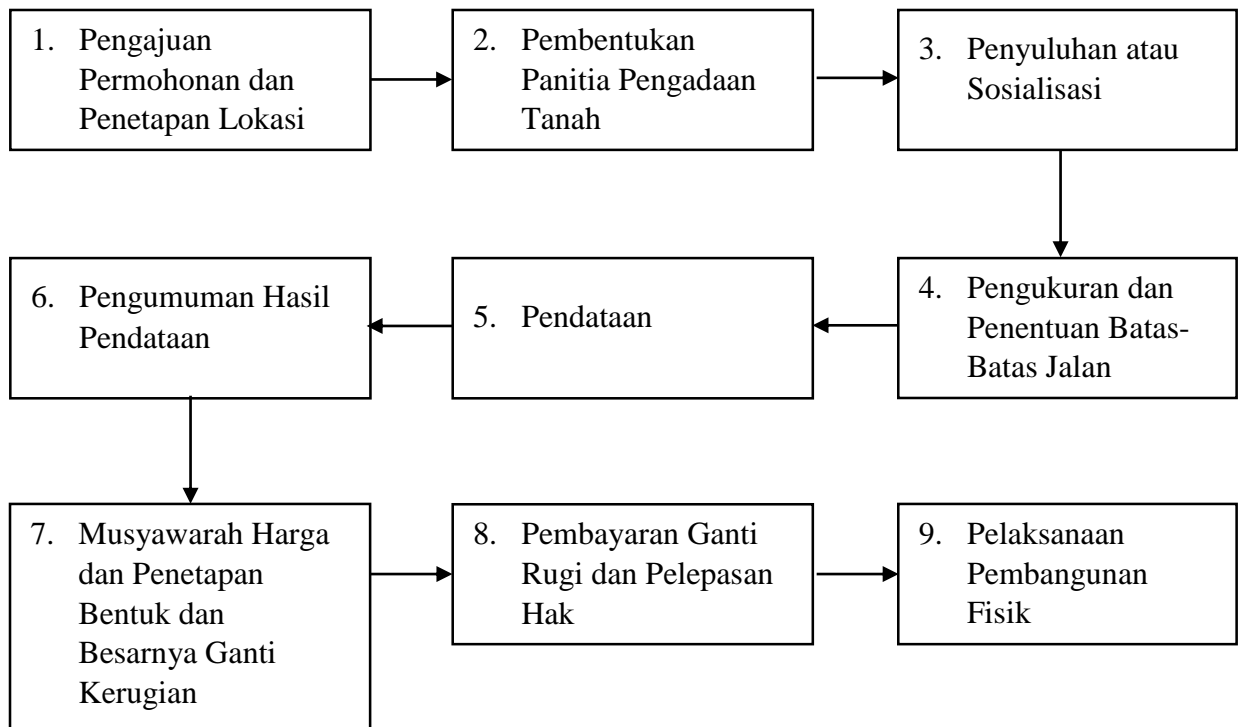 1. Pengajuan
Permohonan dan
Penetapan Lokasi
2. Pembentukan
Panitia Pengadaan
Tanah
3. Penyuluhan atau
Sosialisasi
4. Pengukuran dan
Penentuan Batas-
Batas Jalan
5. Pendataan
6. Pengumuman Hasil
Pendataan
7. Musyawarah Harga
dan Penetapan
Bentuk dan
Besarnya Ganti
Kerugian
8. Pembayaran Ganti
Rugi dan Pelepasan
Hak
9. Pelaksanaan
Pembangunan
Fisik